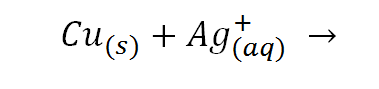 Cu₍s₎ + Ag⁺₍aq₎ →